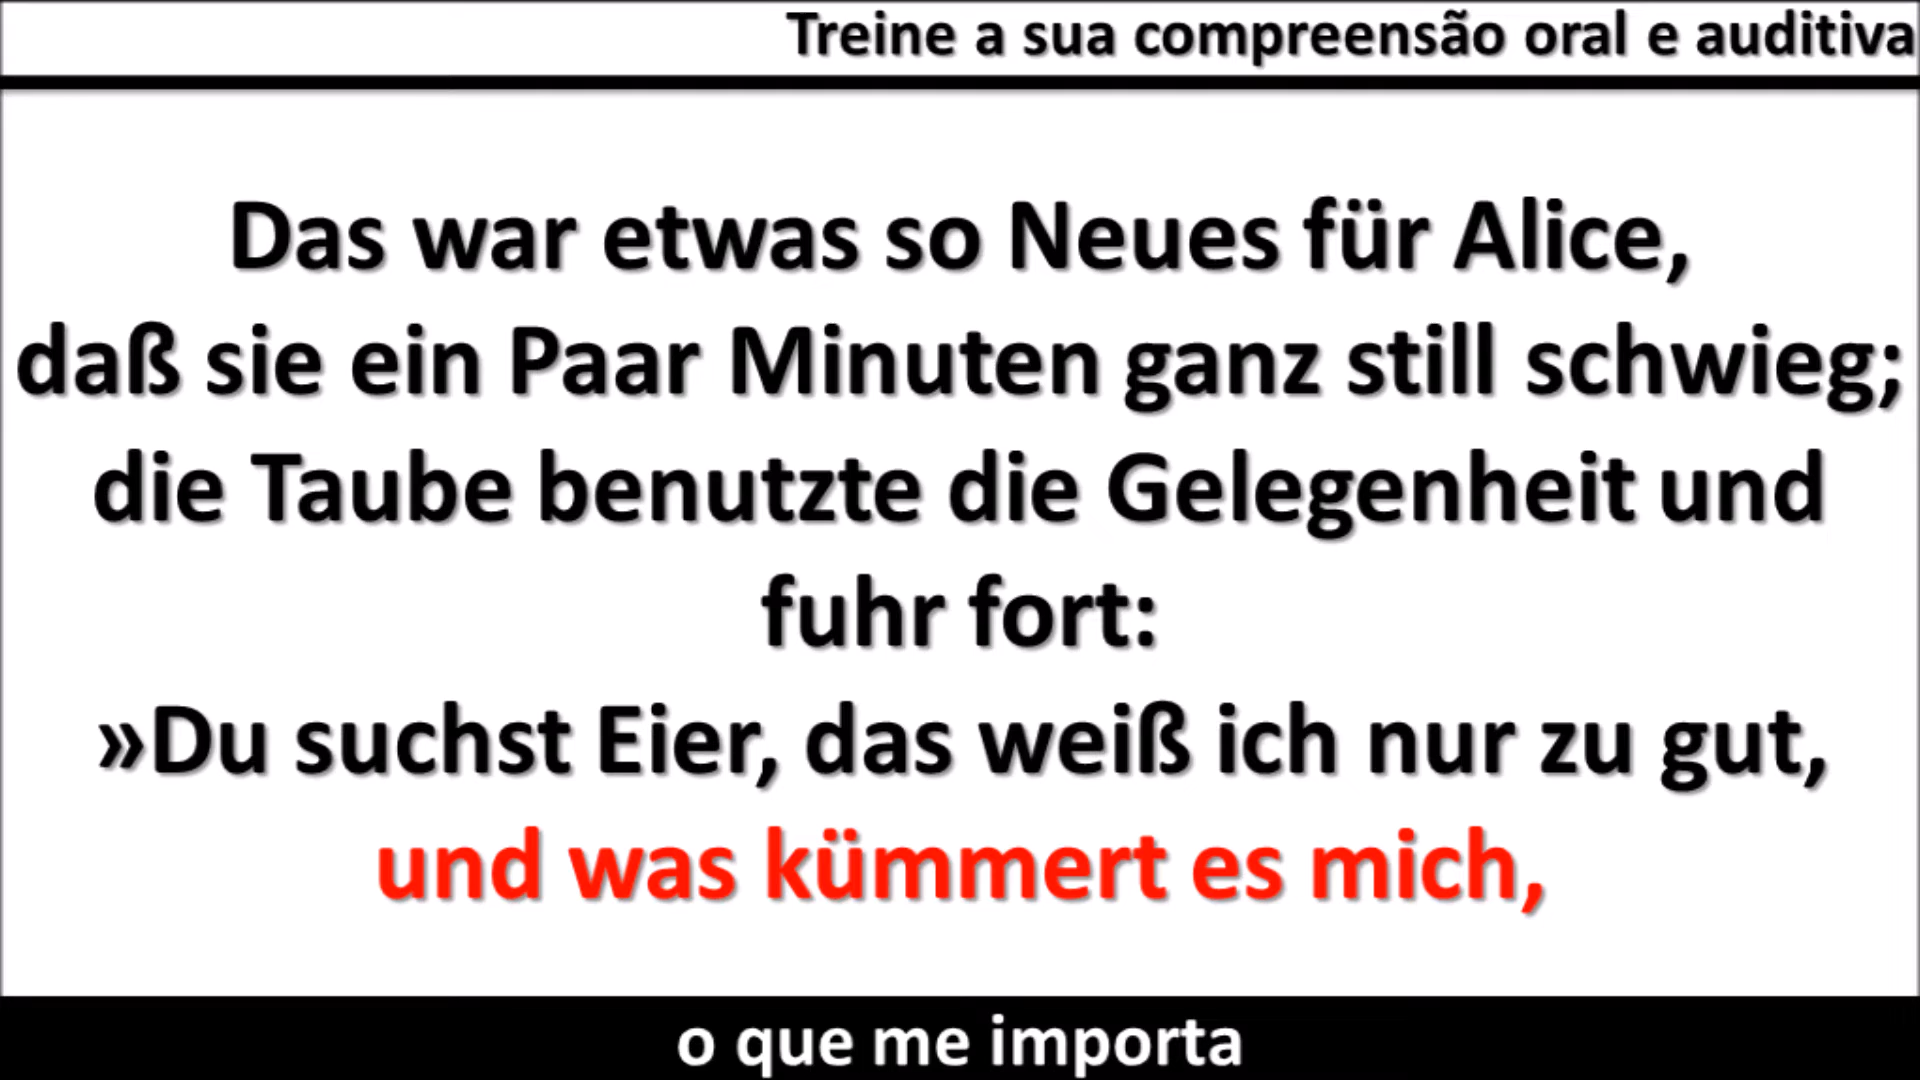 Treine a sua compreensão oral e auditiva
Das war etwas so Neues für Alice,
daß sie ein Paar Minuten ganz still schwieg;
die Taube benutzte die Gelegenheit und
fuhr fort:
»Du suchst Eier, das weiß ich nur zu gut,
und was kümmert es mich,
o que me importa